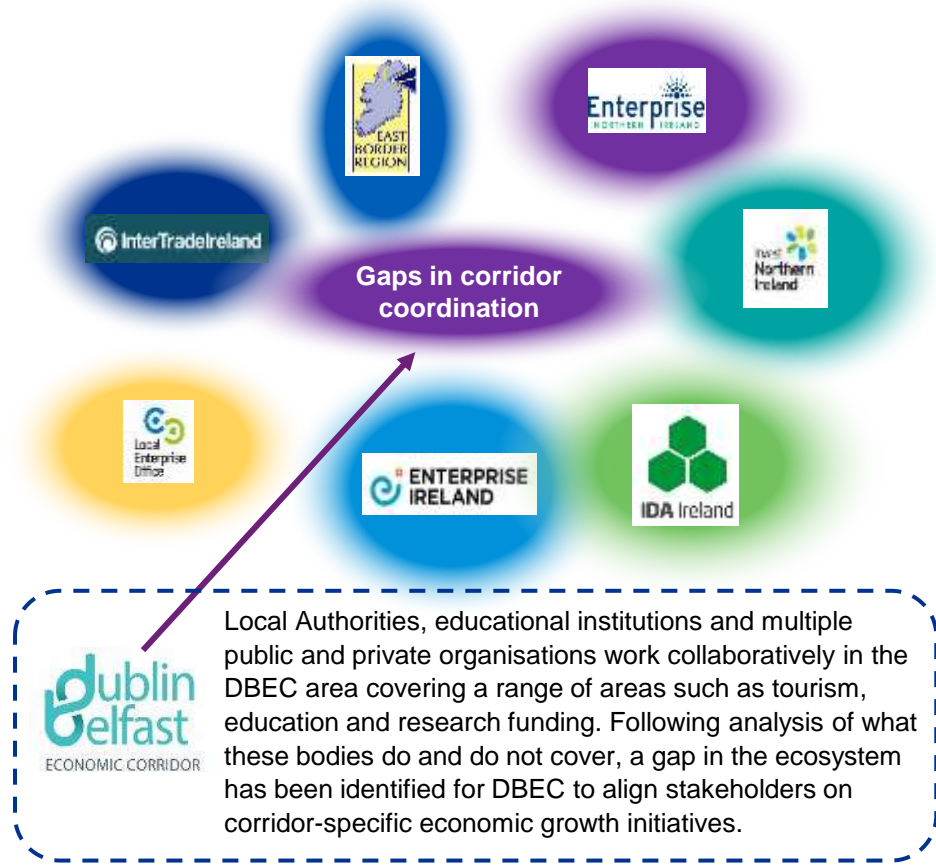 EAST
BORDER
REGION
Enterprise
NORTHERN IRELAND
InterTradeIreland
Invest
Northern
Ireland
Gaps in corridor
coordination
Local
Enterprise
Office
ENTERPRISE
IRELAND
IDA Ireland
dublin
belfast
ECONOMIC CORRIDOR
Local Authorities, educational institutions and multiple
public and private organisations work collaboratively in the
DBEC area covering a range of areas such as tourism,
education and research funding. Following analysis of what
these bodies do and do not cover, a gap in the ecosystem
has been identified for DBEC to align stakeholders on
corridor-specific economic growth initiatives.